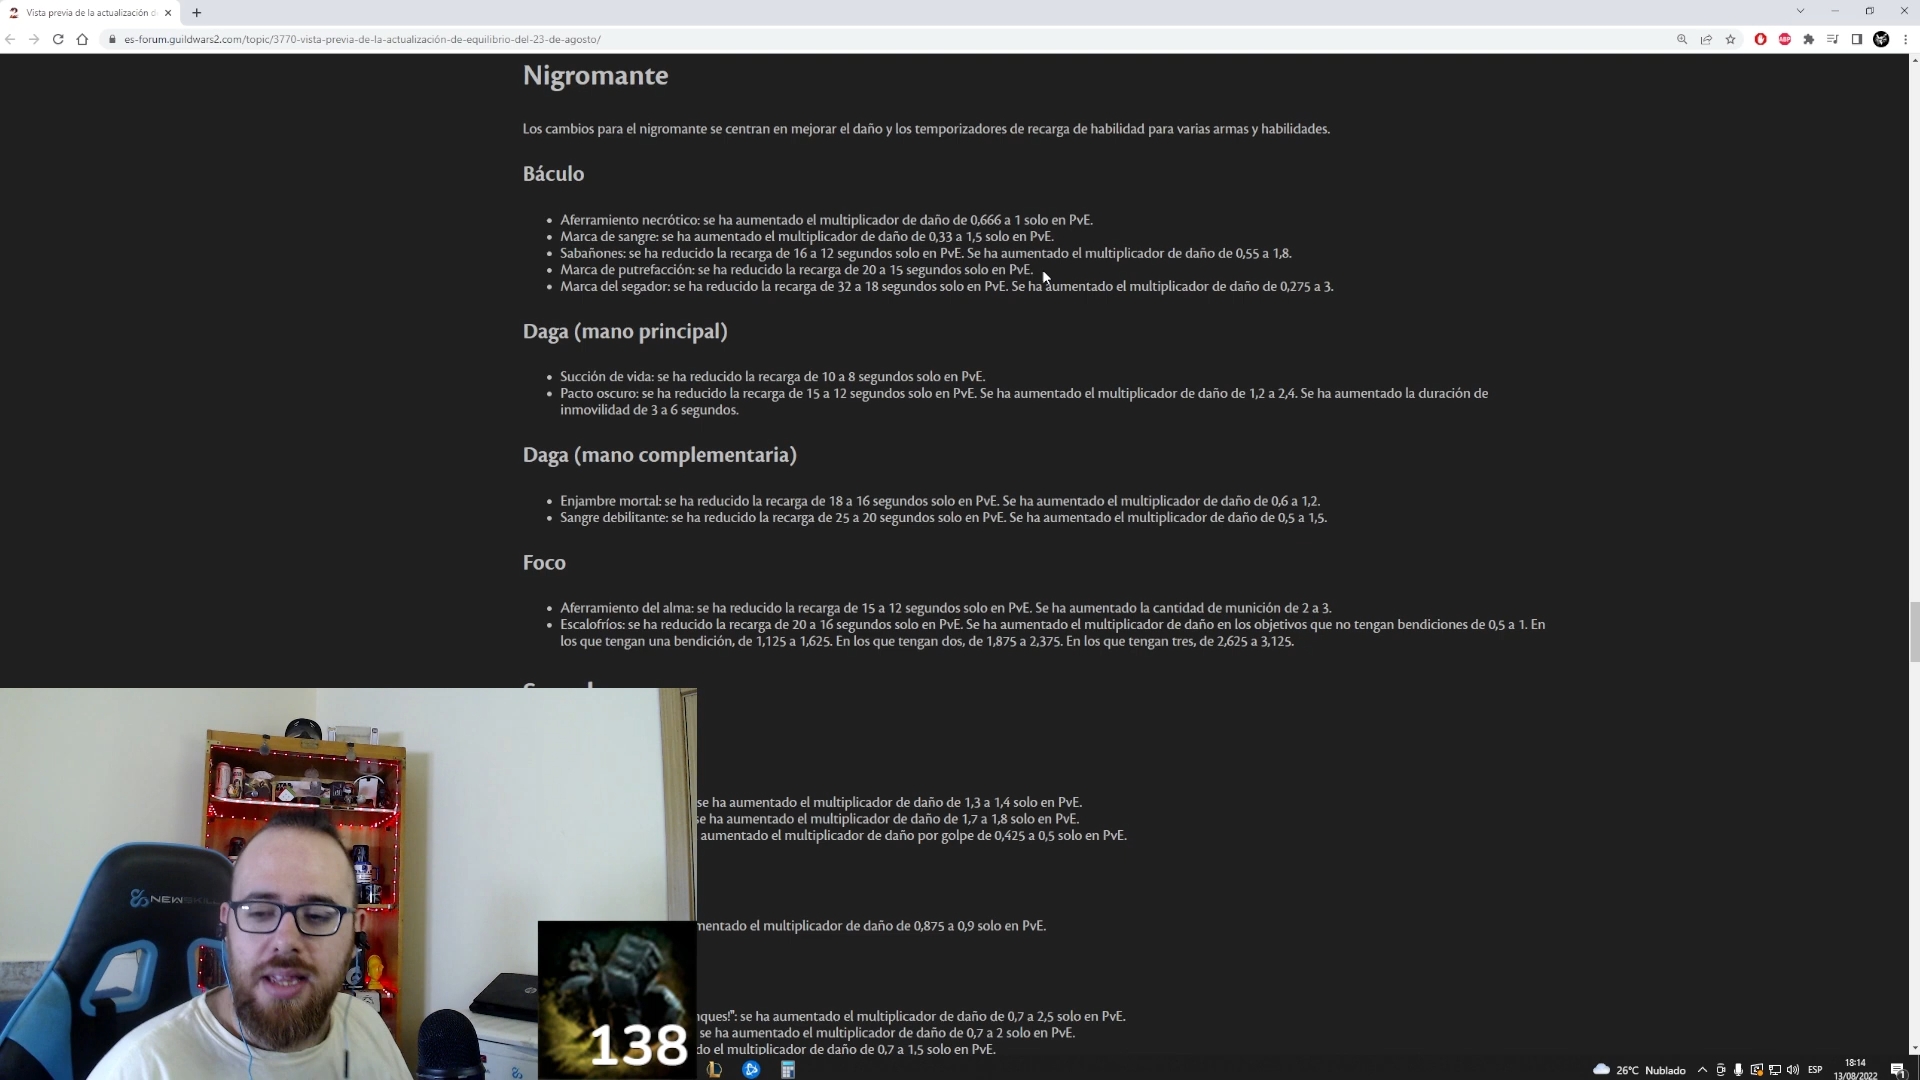 Vista previa de la actualización d
es-forum.guildwars2.com/topic/3770-vista-previa-de-la-actualización-de-equilibrio-del-23-de-agosto/
ABP
Nigromante
Los cambios para el nigromante se centran en mejorar el daño y los temporizadores de recarga de habilidad para varias armas y habilidades.
Báculo
• Aferramiento necrótico: se ha aumentado el multiplicador de daño de 0,666 a 1 solo en PvE.
• Marca de sangre: se ha aumentado el multiplicador de daño de 0,33 a 1,5 solo en PvE.
• Sabañones: se ha reducido la recarga de 16 a 12 segundos solo en PvE. Se ha aumentado el multiplicador de daño de 0,55 a 1,8.
• Marca de putrefacción: se ha reducido la recarga de 20 a 15 segundos solo en PvE.
• Marca del segador: se ha reducido la recarga de 32 a 18 segundos solo en PvE. Se ha aumentado el multiplicador de daño de 0,275 a 3.
Daga (mano principal)
• Succión de vida: se ha reducido la recarga de 10 a 8 segundos solo en PvE.
• Pacto oscuro: se ha reducido la recarga de 15 a 12 segundos solo en PvE. Se ha aumentado el multiplicador de daño de 1,2 a 2,4. Se ha aumentado la duración de
inmovilidad de 3 a 6 segundos.
Daga (mano complementaria)
• Enjambre mortal: se ha reducido la recarga de 18 a 16 segundos solo en PvE. Se ha aumentado el multiplicador de daño de 0,6 a 1,2.
• Sangre debilitante: se ha reducido la recarga de 25 a 20 segundos solo en PvE. Se ha aumentado el multiplicador de daño de 0,5 a 1,5.
Foco
• Aferramiento del alma: se ha reducido la recarga de 15 a 12 segundos solo en PvE. Se ha aumentado la cantidad de munición de 2 a 3.
• Escalofríos: se ha reducido la recarga de 20 a 16 segundos solo en PvE. Se ha aumentado el multiplicador de daño en los objetivos que no tengan bendiciones de 0,5 a 1. En
los que tengan una bendición, de 1,125 a 1,625. En los que tengan dos, de 1,875 a 2,375. En los que tengan tres, de 2,625 a 3,125.
se ha aumentado el multiplicador de daño de 1,3 a 1,4 solo en PvE.
se ha aumentado el multiplicador de daño de 1,7 a 1,8 solo en PvE.
aumentado el multiplicador de daño por golpe de 0,425 a 0,5 solo en PvE.
mentado el multiplicador de daño de 0,875 a 0,9 solo en PvE.
nques!": se ha aumentado el multiplicador de daño de 0,7 a 2,5 solo en PvE.
se ha aumentado el multiplicador de daño de 0,7 a 2 solo en PvE.
do el multiplicador de daño de 0,7 a 1,5 solo en PvE.
NEWSKILL
138
26°C Nublado
ESP
18:14
13/08/2022